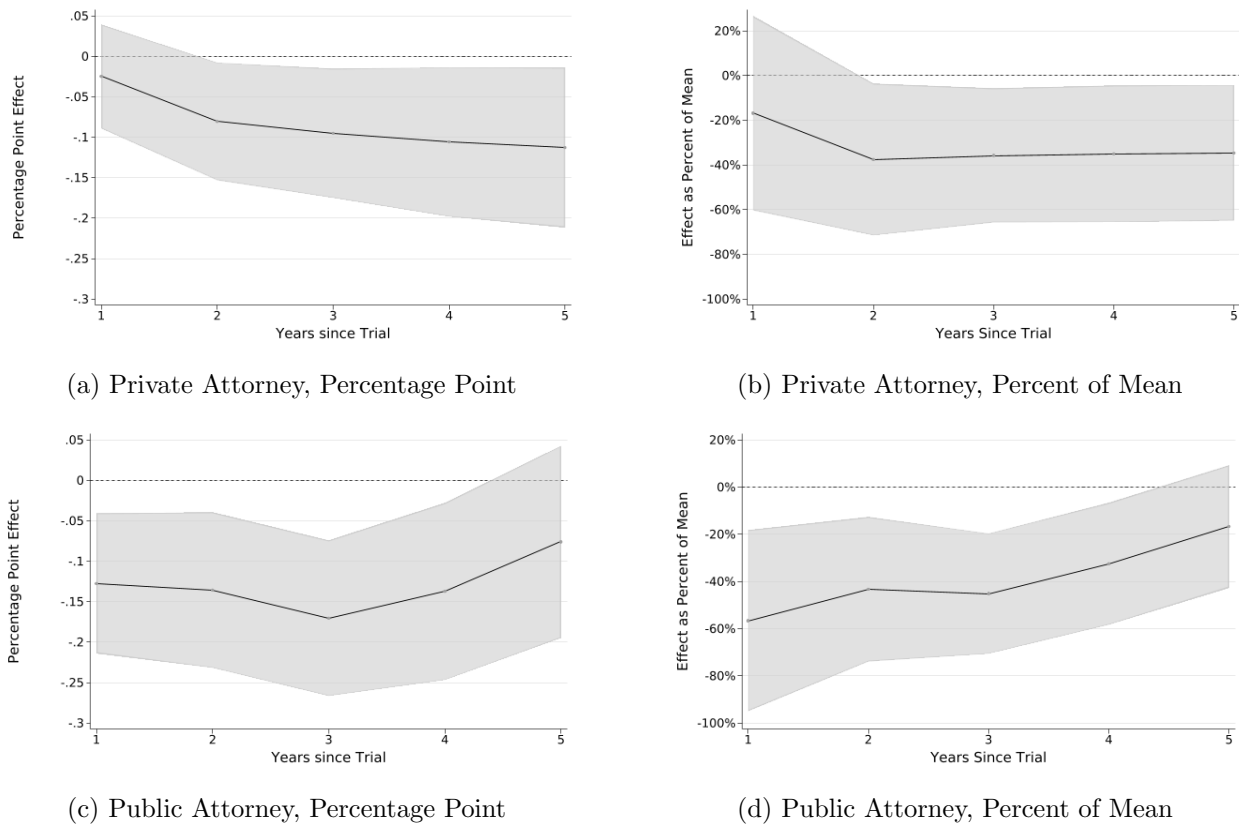 .05
0
-.05
-.1
-.15
-.2
-.25
-.3
Percentage Point Effect
1 2 3 4 5
Years since Trial
(a) Private Attorney, Percentage Point
20%
0%
-20%
-40%
-60%
-80%
-100%
Effect as Percent of Mean
1 2 3 4 5
Years Since Trial
(b) Private Attorney, Percent of Mean
.05
0
-.05
-.1
-.15
-.2
-.25
-.3
Percentage Point Effect
1 2 3 4 5
Years since Trial
(c) Public Attorney, Percentage Point
20%
0%
-20%
-40%
-60%
-80%
-100%
Effect as Percent of Mean
1 2 3 4 5
Years Since Trial
(d) Public Attorney, Percent of Mean